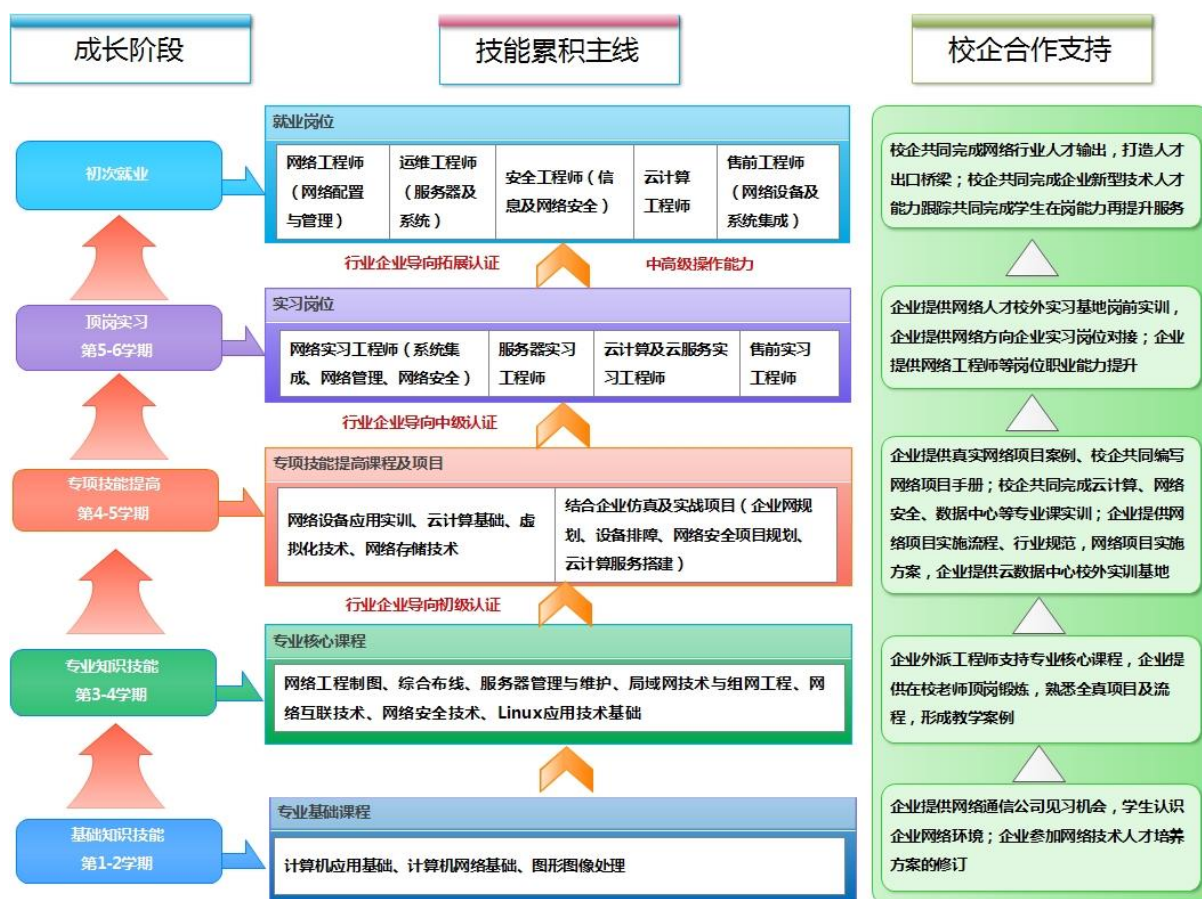 成长阶段
技能累积主线
校企合作支持
初次就业
就业岗位
网络工程师
（网络配置
与管理）
运维工程师
（服务器及
系统）
安全工程师（信
息及网络安全）
云计算
工程师
售前工程师
（网络设备及
系统集成）
校企共同完成网络行业人才输出，打造人才
出口桥梁；校企共同完成企业新型技术人才
能力跟踪共同完成学生在岗能力再提升服务
行业企业导向拓展认证
中高级操作能力
顶岗实习
第5-6学期
实习岗位
网络实习工程师（系统集
成、网络管理、网络安全）
服务器实习
工程师
云计算及云服务实
习工程师
售前实习
工程师
企业提供网络人才校外实习基地岗前实训，
企业提供网络方向企业实习岗位对接；企业
提供网络工程师等岗位职业能力提升
行业企业导向中级认证
专项技能提高
第4-5学期
专项技能提高课程及项目
网络设备应用实训、云计算基础、虚
拟化技术、网络存储技术
结合企业仿真及实战项目（企业网规
划、设备排障、网络安全项目规划、
云计算服务搭建）
企业提供真实网络项目案例、校企共同编写
网络项目手册；校企共同完成云计算、网络
安全、数据中心等专业课实训；企业提供网
络项目实施流程、行业规范，网络项目实施
方案，企业提供云数据中心校外实训基地
行业企业导向初级认证
专业知识技能
第3-4学期
专业核心课程
网络工程制图、综合布线、服务器管理与维护、局域网技术与组网工程、网
络互联技术、网络安全技术、Linux应用技术基础
企业外派工程师支持专业核心课程，企业提
供在校老师顶岗锻炼，熟悉全真项目及流
程，形成教学案例
基础知识技能
第1-2学期
专业基础课程
计算机应用基础、计算机网络基础、图形图像处理
企业提供网络通信公司见习机会，学生认识
企业网络环境；企业参加网络技术人才培养
方案的修订